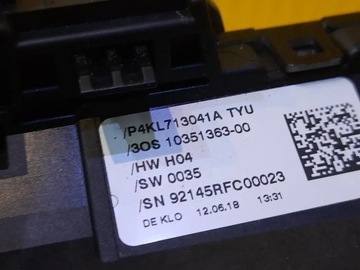 /P4KL713041A TYU
/3OS 10351363-00
/HW H04
/SW 0035
/SN 92145RFC00023
DE KLO 12.06.18 13:31